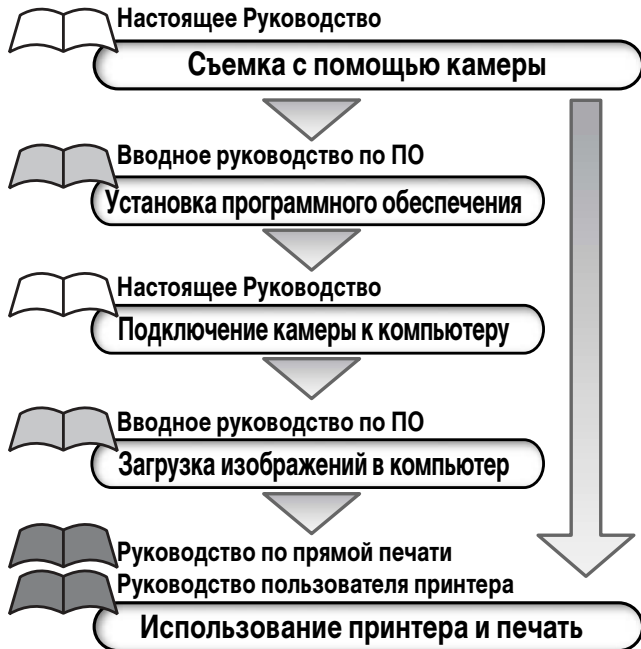 Настоящее Руководство
Съемка с помощью камеры
Вводное руководство по ПО
Установка программного обеспечения
Настоящее Руководство
Подключение камеры к компьютеру
Вводное руководство по ПО
Загрузка изображений в компьютер
Руководство по прямой печати
Руководство пользователя принтера
Использование принтера и печать